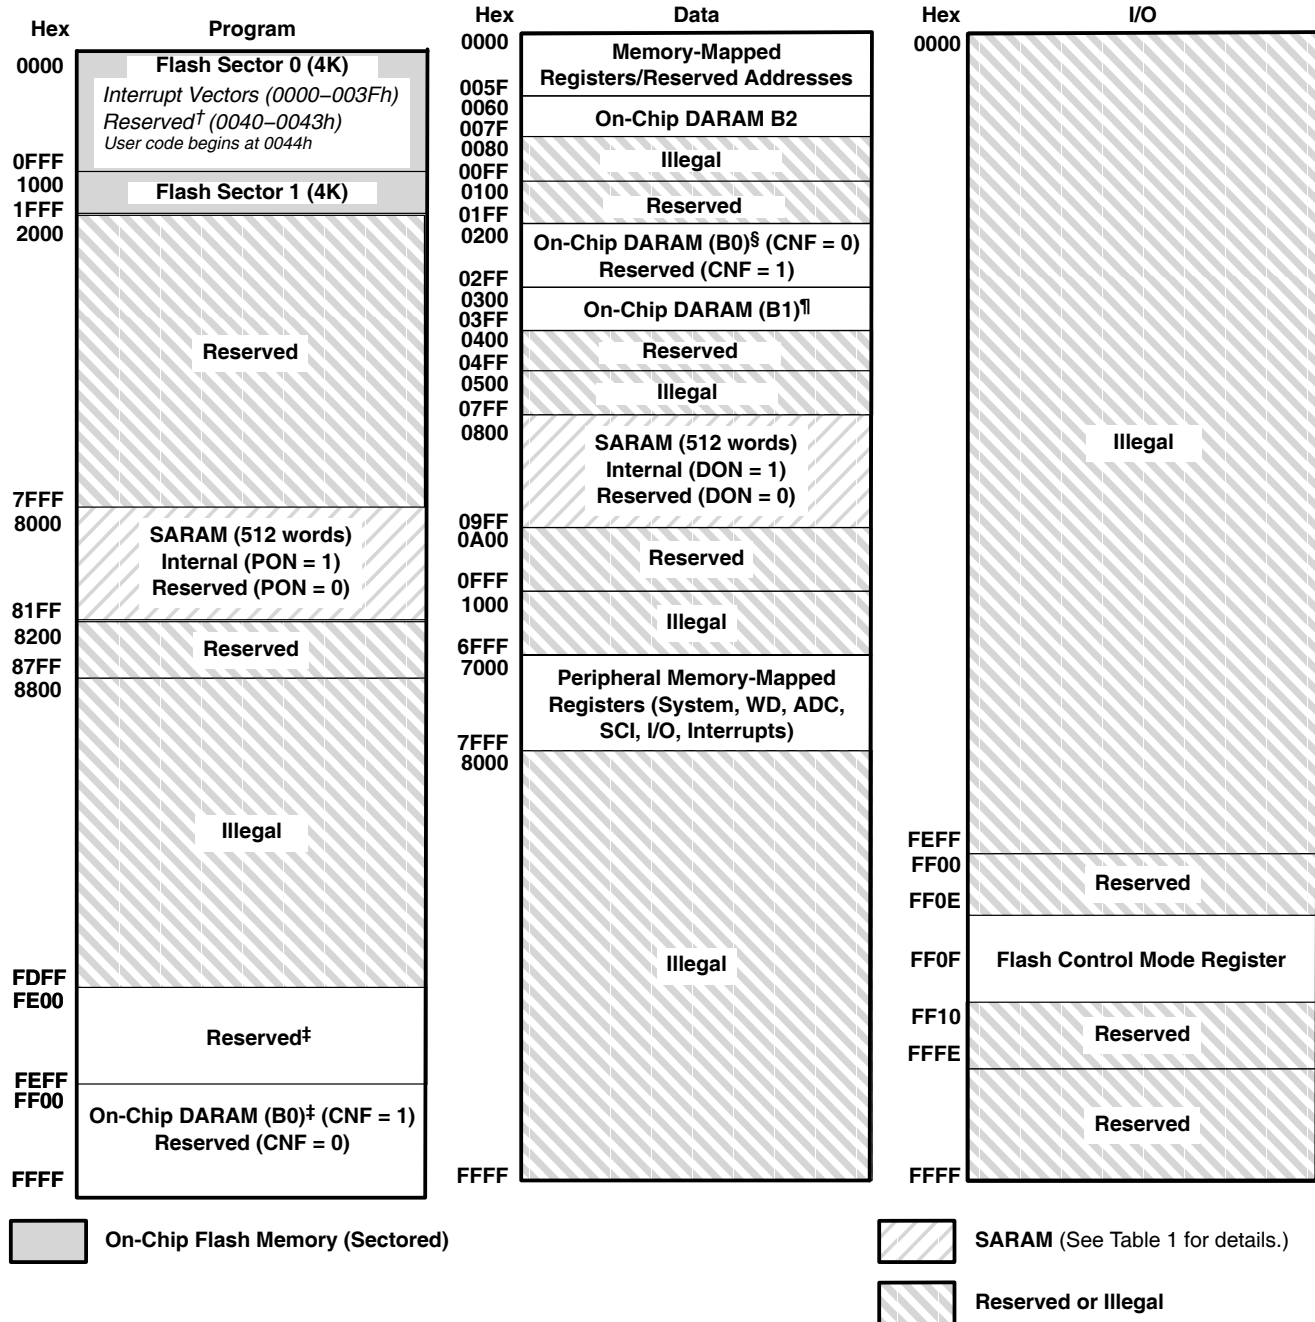 Hex Program
0000
Flash Sector 0 (4K)
Interrupt Vectors (0000–003Fh)
Reserved† (0040–0043h)
User code begins at 0044h
0FFF
1000
Flash Sector 1 (4K)
1FFF
2000
Reserved
7FFF
8000
SARAM (512 words)
Internal (PON = 1)
Reserved (PON = 0)
81FF
8200
Reserved
87FF
8800
Illegal
FDFF
FE00
Reserved‡
FEFF
FF00
On-Chip DARAM (B0)‡ (CNF = 1)
Reserved (CNF = 0)
FFFF
Hex Data
0000
Memory-Mapped
Registers/Reserved Addresses
005F
0060
On-Chip DARAM B2
007F
0080
Illegal
00FF
0100
Reserved
01FF
0200
On-Chip DARAM (B0)§ (CNF = 0)
Reserved (CNF = 1)
02FF
0300
On-Chip DARAM (B1)¶
03FF
0400
Reserved
04FF
0500
Illegal
07FF
0800
SARAM (512 words)
Internal (DON = 1)
Reserved (DON = 0)
09FF
0A00
Reserved
0FFF
1000
Illegal
6FFF
7000
Peripheral Memory-Mapped
Registers (System, WD, ADC,
SCI, I/O, Interrupts)
7FFF
8000
Illegal
FFFF
Hex I/O
0000
Illegal
FEFF
FF00
Reserved
FF0E
FF0F Flash Control Mode Register
FF10
Reserved
FFFE
Reserved
FFFF
On-Chip Flash Memory (Sectored)
SARAM (See Table 1 for details.)
Reserved or Illegal